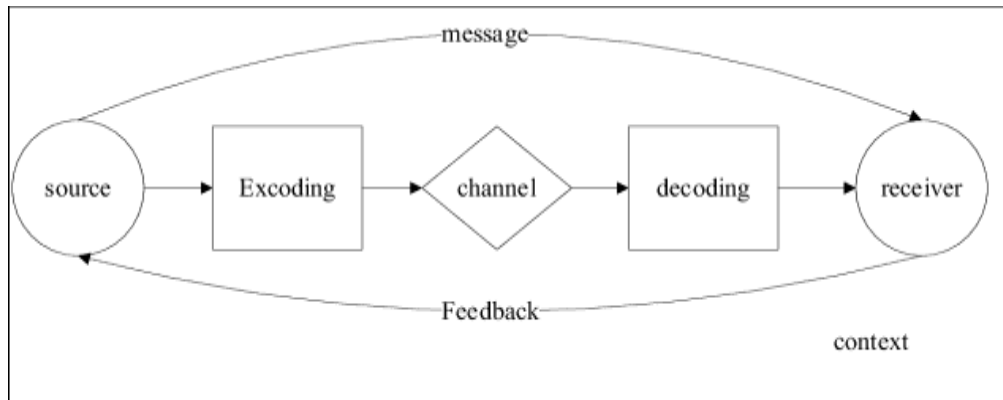 message
source
Excoding
channel
decoding
receiver
Feedback
context